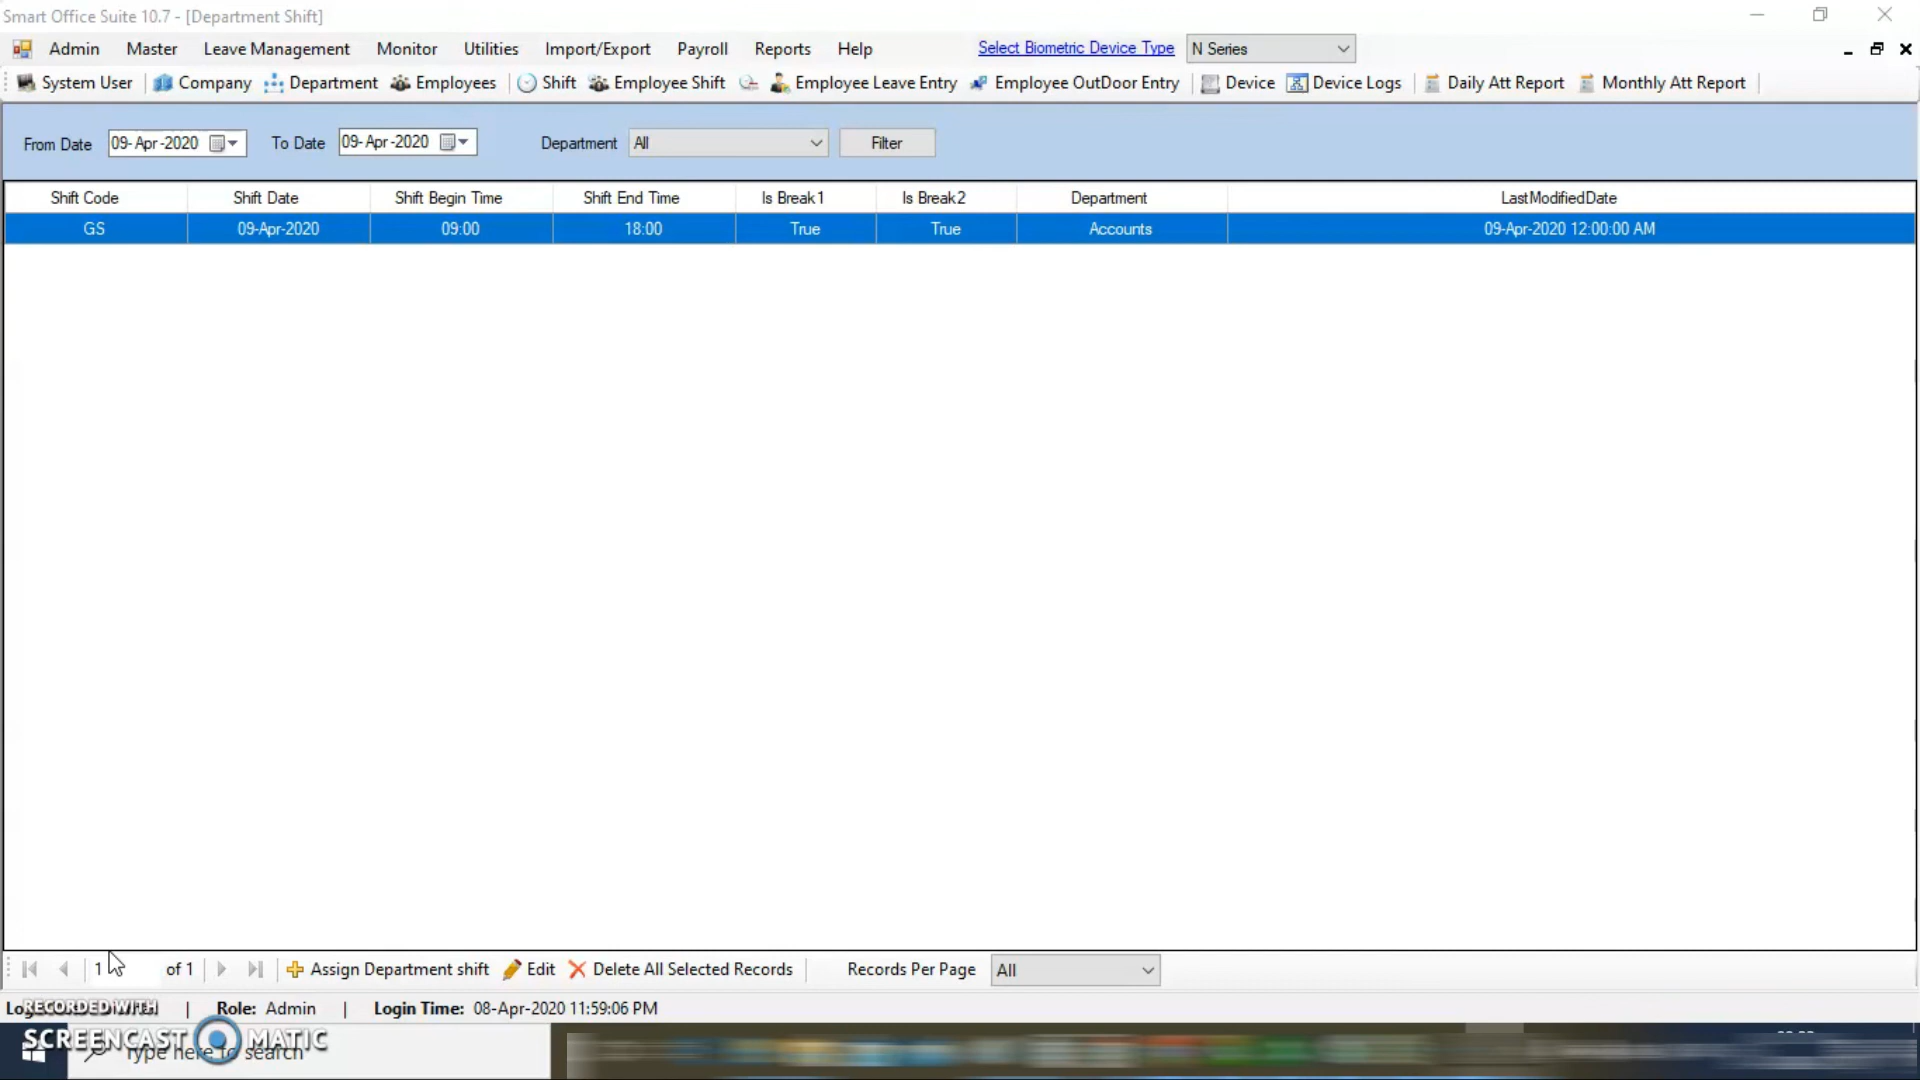 Smart Office Suite 10.7 - [Department Shift]
Admin Master Leave Management Monitor Utilities Import/Export Payroll Reports Help Select Biometric Device Type N Series
System User Company Department Employees Shift Employee Shift Employee Leave Entry Employee OutDoor Entry Device Device Logs Daily Att Report Monthly Att Report
From Date 09-Apr-2020 To Date 09-Apr-2020 Department All Filter
Shift Code Shift Date Shift Begin Time Shift End Time Is Break1 Is Break2 Department LastModifiedDate
GS 09-Apr-2020 09:00 18:00 True True Accounts 09-Apr-2020 12:00:00 AM
1 of 1 Assign Department shift Edit Delete All Selected Records Records Per Page All
RECORDED WITH | Role: Admin | Login Time: 08-Apr-2020 11:59:06 PM
SCREENCAST MATIC
Type here to search